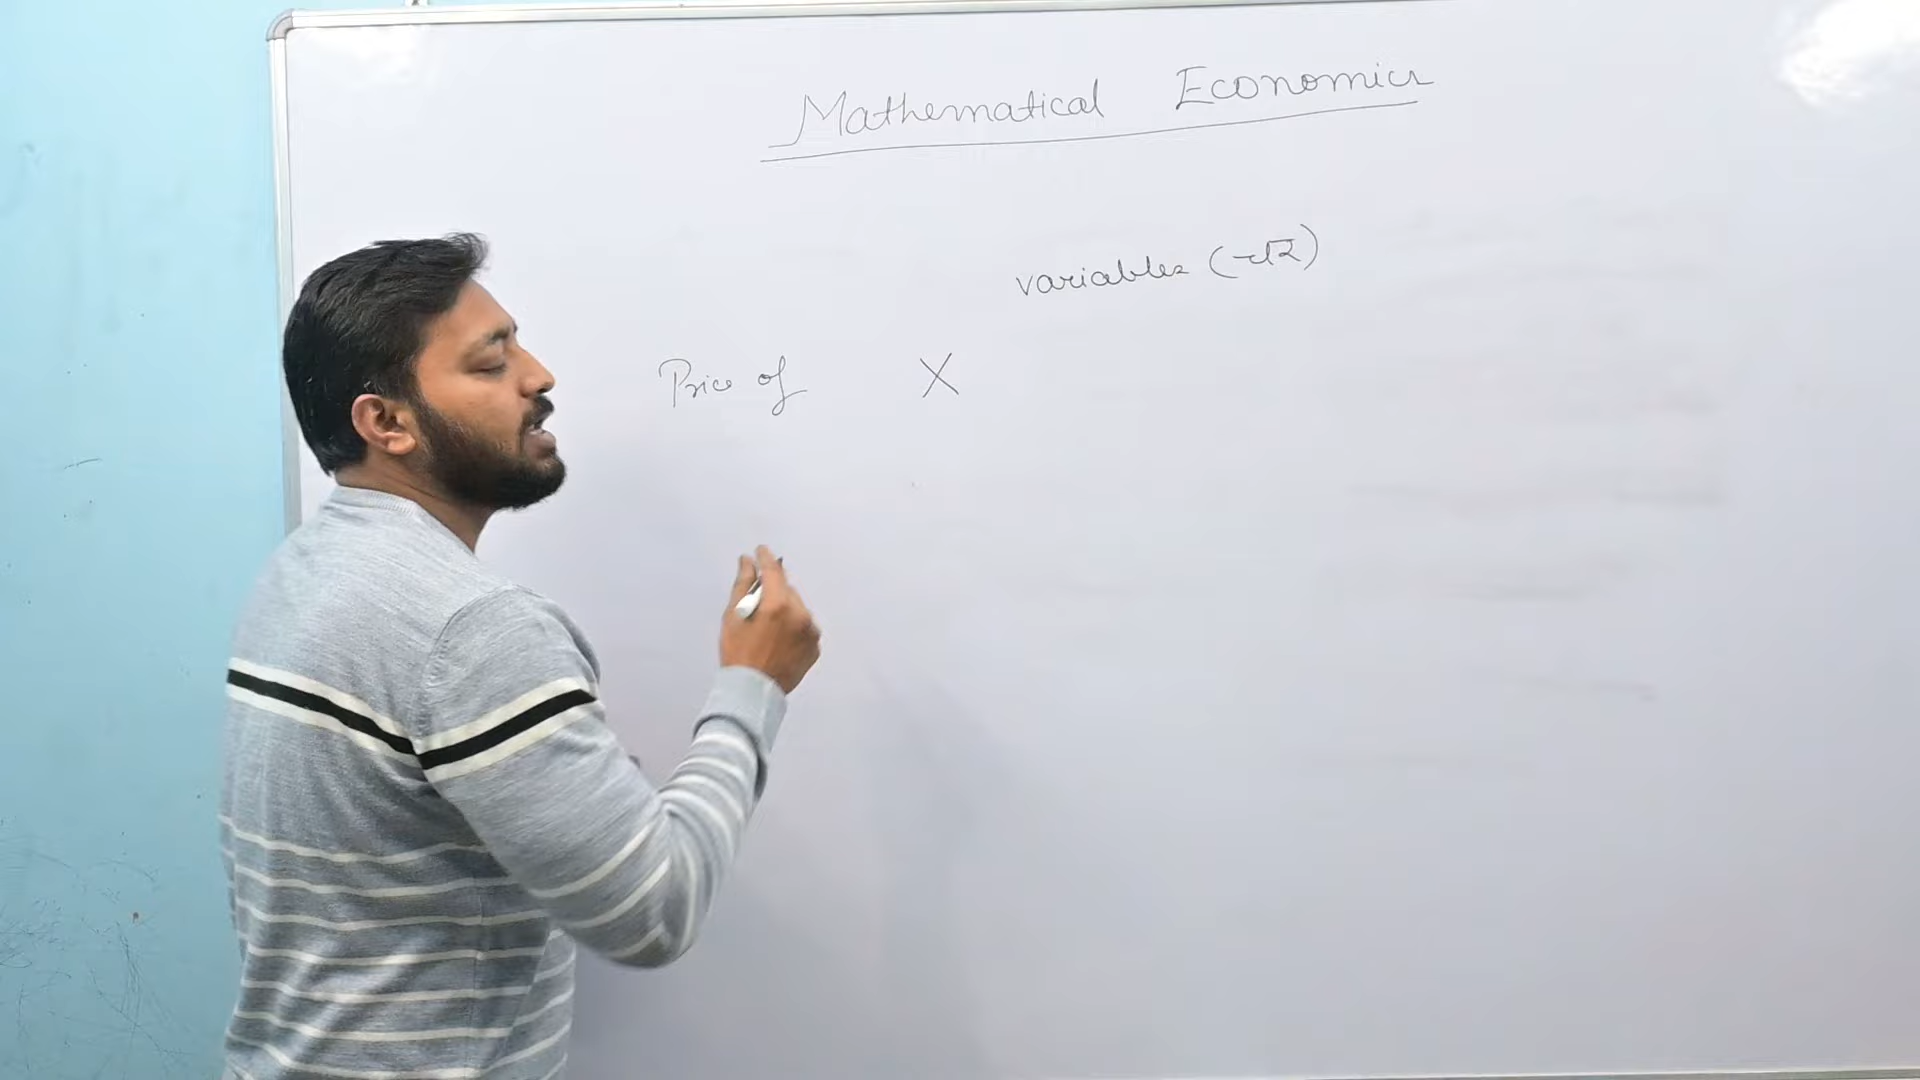 Mathematical Economics
variables (चर)
Price of X